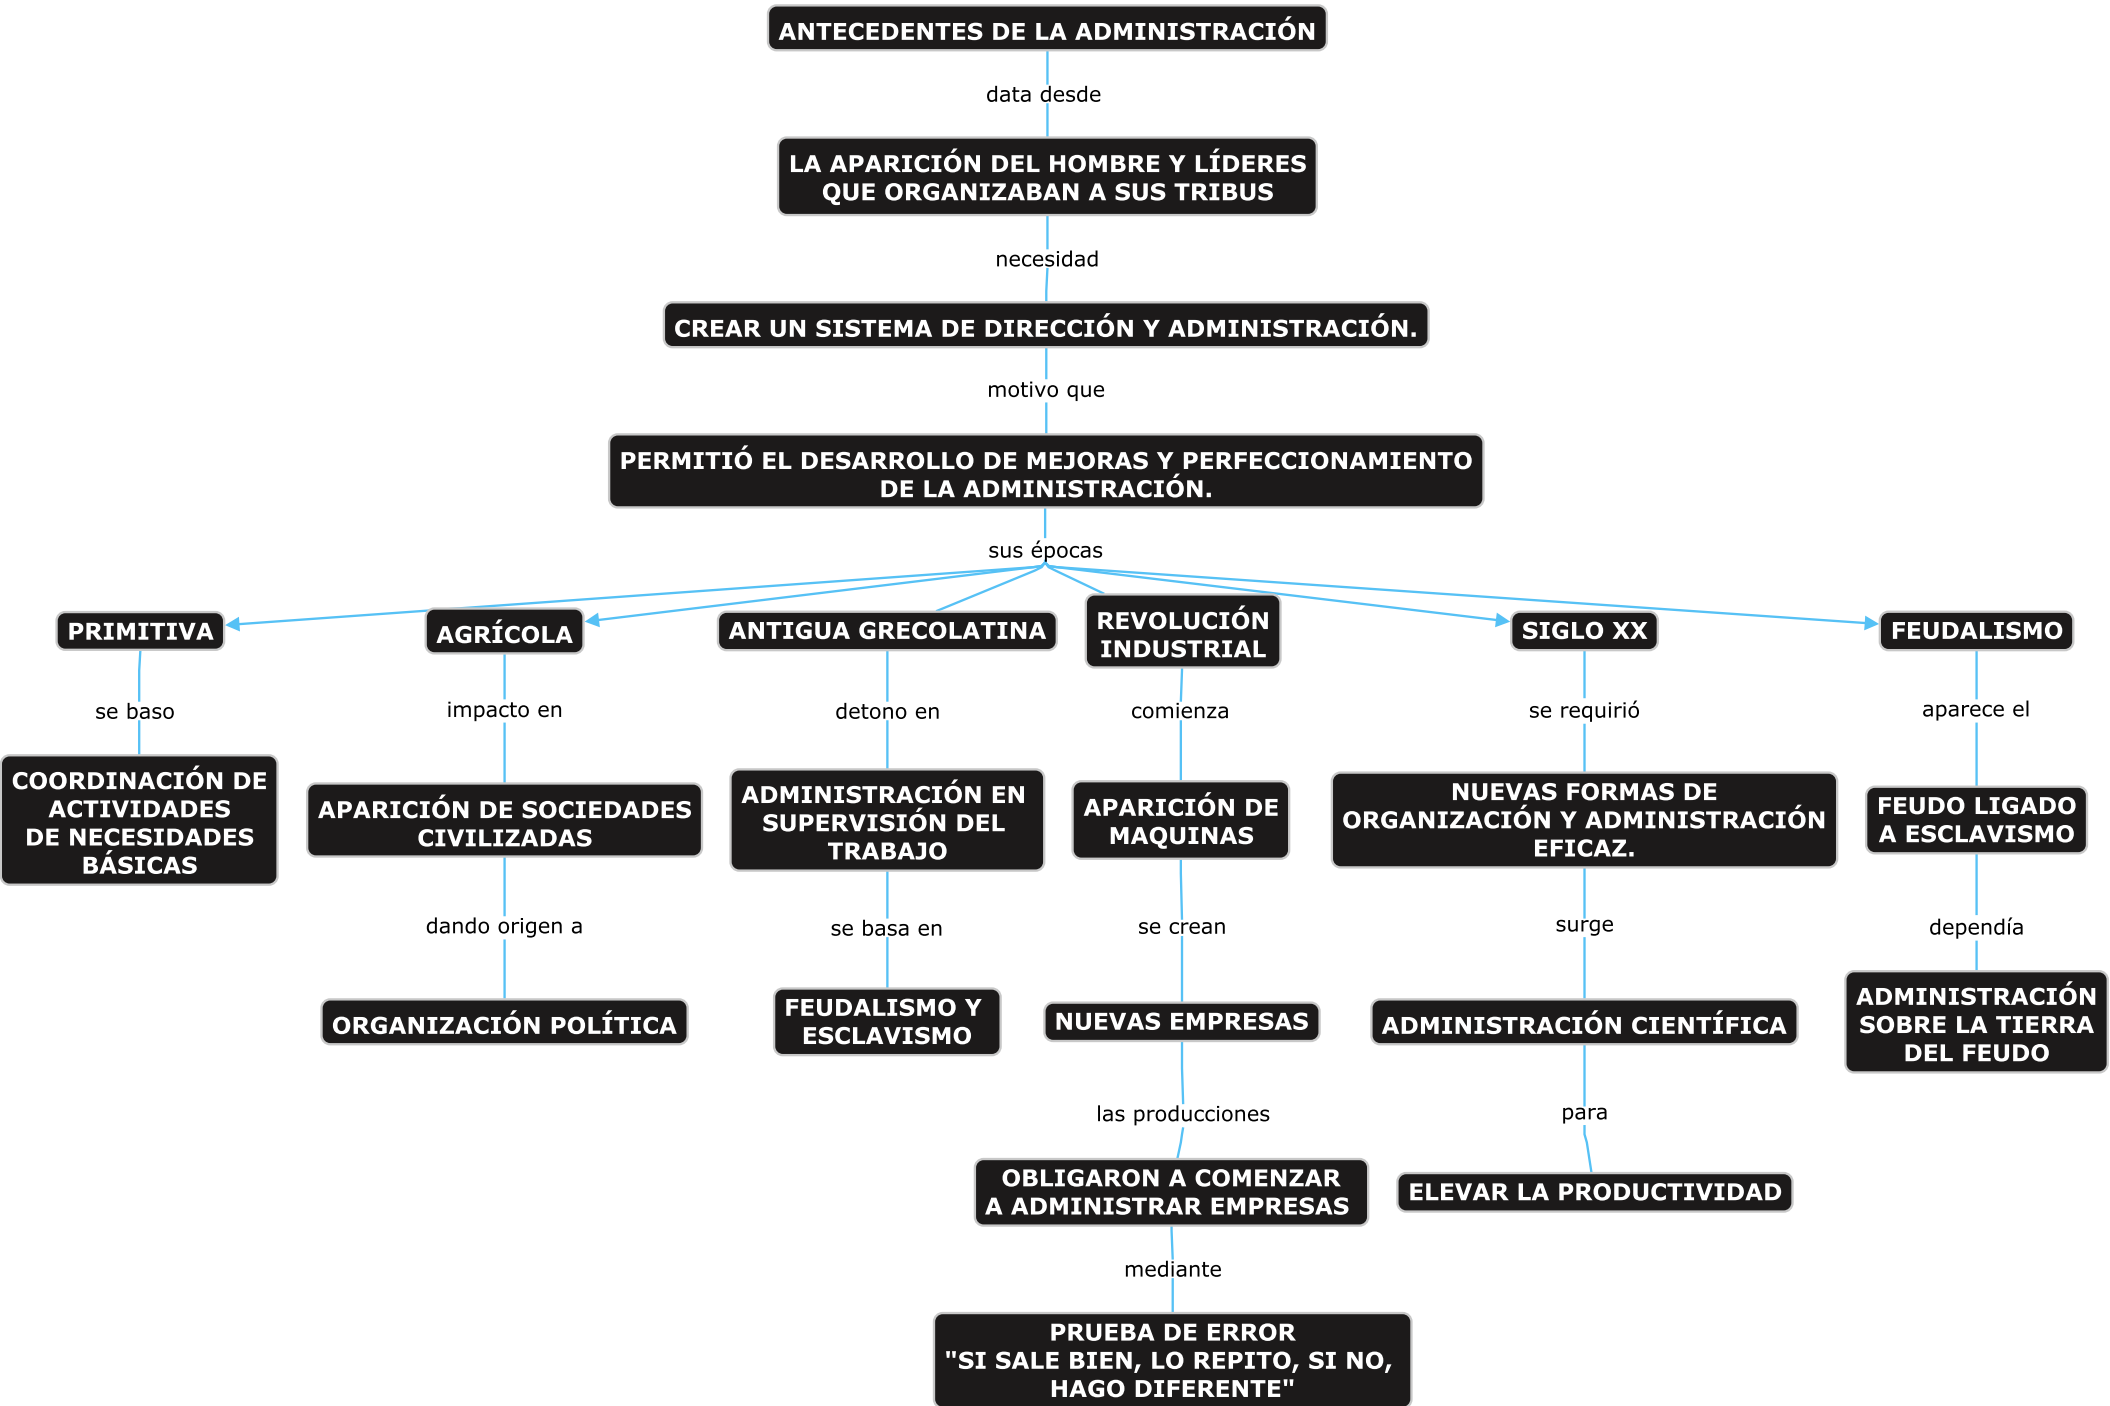 ANTECEDENTES DE LA ADMINISTRACIÓN
data desde
LA APARICIÓN DEL HOMBRE Y LÍDERES
QUE ORGANIZABAN A SUS TRIBUS
necesidad
CREAR UN SISTEMA DE DIRECCIÓN Y ADMINISTRACIÓN.
motivo que
PERMITIÓ EL DESARROLLO DE MEJORAS Y PERFECCIONAMIENTO
DE LA ADMINISTRACIÓN.
sus épocas
PRIMITIVA
se baso
COORDINACIÓN DE
ACTIVIDADES
DE NECESIDADES
BÁSICAS
AGRÍCOLA
impacto en
APARICIÓN DE SOCIEDADES
CIVILIZADAS
dando origen a
ORGANIZACIÓN POLÍTICA
ANTIGUA GRECOLATINA
detono en
ADMINISTRACIÓN EN
SUPERVISIÓN DEL
TRABAJO
se basa en
FEUDALISMO Y
ESCLAVISMO
REVOLUCIÓN
INDUSTRIAL
comienza
APARICIÓN DE
MAQUINAS
se crean
NUEVAS EMPRESAS
las producciones
OBLIGARON A COMENZAR
A ADMINISTRAR EMPRESAS
mediante
PRUEBA DE ERROR
"SI SALE BIEN, LO REPITO, SI NO,
HAGO DIFERENTE"
SIGLO XX
se requirió
NUEVAS FORMAS DE
ORGANIZACIÓN Y ADMINISTRACIÓN
EFICAZ.
surge
ADMINISTRACIÓN CIENTÍFICA
para
ELEVAR LA PRODUCTIVIDAD
FEUDALISMO
aparece el
FEUDO LIGADO
A ESCLAVISMO
dependía
ADMINISTRACIÓN
SOBRE LA TIERRA
DEL FEUDO